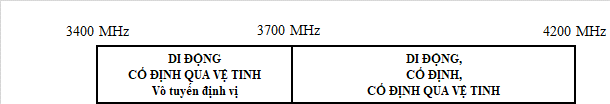 3400 MHz 3700 MHz 4200 MHz
DI ĐỘNG
CỐ ĐỊNH QUA VỆ TINH
Vô tuyến định vị
DI ĐỘNG,
CỐ ĐỊNH,
CỐ ĐỊNH QUA VỆ TINH